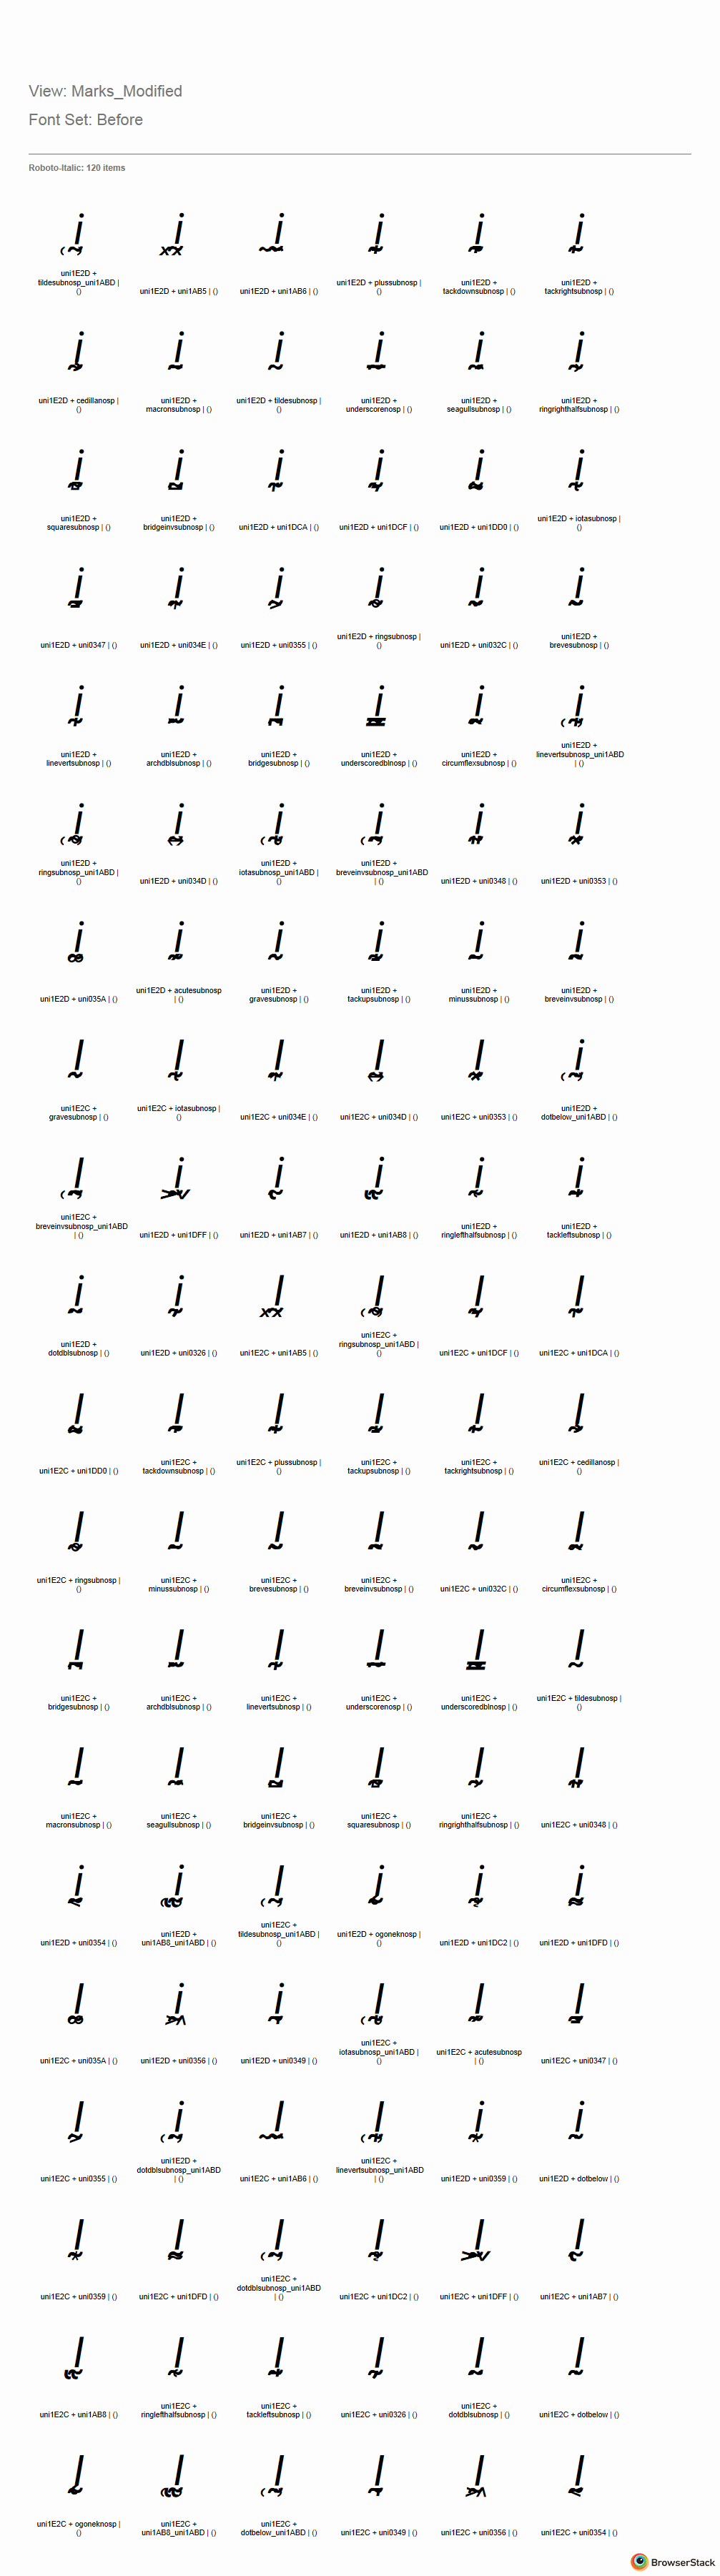 View: Marks_Modified
Font Set: Before
Roboto-Italic: 120 items
uni1E2D +
tildesubnosp_uni1ABD |
()
uni1E2D + uni1AB5 | ()
uni1E2D + uni1AB6 | ()
uni1E2D + plussubnosp |
()
uni1E2D +
tackdownsubnosp | ()
uni1E2D +
tackrightsubnosp | ()
uni1E2D + cedillanosp |
()
uni1E2D +
macronsubnosp | ()
uni1E2D + tildesubnosp |
()
uni1E2D +
underscorenosp | ()
uni1E2D +
seagullsubnosp | ()
uni1E2D +
ringrighthalfsubnosp | ()
uni1E2D +
squaresubnosp | ()
uni1E2D +
bridgeinvsubnosp | ()
uni1E2D + uni1DCA | ()
uni1E2D + uni1DCF | ()
uni1E2D + uni1DD0 | ()
uni1E2D + iotasubnosp |
()
uni1E2D + uni0347 | ()
uni1E2D + uni034E | ()
uni1E2D + uni0355 | ()
uni1E2D + ringsubnosp |
()
uni1E2D + uni032C | ()
uni1E2D +
brevesubnosp | ()
uni1E2D +
linevertsubnosp | ()
uni1E2D +
archdblsubnosp | ()
uni1E2D +
bridgesubnosp | ()
uni1E2D +
underscoredblnosp | ()
uni1E2D +
circumflexsubnosp | ()
uni1E2D +
linevertsubnosp_uni1ABD
| ()
uni1E2D +
ringsubnosp_uni1ABD |
()
uni1E2D + uni034D | ()
uni1E2D +
iotasubnosp_uni1ABD |
()
uni1E2D +
breveinvsubnosp_uni1ABD
| ()
uni1E2D + uni0348 | ()
uni1E2D + uni0353 | ()
uni1E2D + uni035A | ()
uni1E2D + acutesubnosp
| ()
uni1E2D +
gravesubnosp | ()
uni1E2D +
tackupsubnosp | ()
uni1E2D +
minussubnosp | ()
uni1E2D +
breveinvsubnosp | ()
uni1E2C +
gravesubnosp | ()
uni1E2C + iotasubnosp |
()
uni1E2C + uni034E | ()
uni1E2C + uni034D | ()
uni1E2C + uni0353 | ()
uni1E2D +
dotbelow_uni1ABD | ()
uni1E2C +
breveinvsubnosp_uni1ABD
| ()
uni1E2D + uni1DFF | ()
uni1E2D + uni1AB7 | ()
uni1E2D + uni1AB8 | ()
uni1E2D +
ringlefthalfsubnosp | ()
uni1E2D +
tackleftsubnosp | ()
uni1E2D +
dotdblsubnosp | ()
uni1E2D + uni0326 | ()
uni1E2C + uni1AB5 | ()
uni1E2C +
ringsubnosp_uni1ABD |
()
uni1E2C + uni1DCF | ()
uni1E2C + uni1DCA | ()
uni1E2C + uni1DD0 | ()
uni1E2C +
tackdownsubnosp | ()
uni1E2C + plussubnosp |
()
uni1E2C +
tackupsubnosp | ()
uni1E2C +
tackrightsubnosp | ()
uni1E2C + cedillanosp |
()
uni1E2C + ringsubnosp |
()
uni1E2C +
minussubnosp | ()
uni1E2C +
brevesubnosp | ()
uni1E2C +
breveinvsubnosp | ()
uni1E2C + uni032C | ()
uni1E2C +
circumflexsubnosp | ()
uni1E2C +
bridgesubnosp | ()
uni1E2C +
archdblsubnosp | ()
uni1E2C +
linevertsubnosp | ()
uni1E2C +
underscorenosp | ()
uni1E2C +
underscoredblnosp | ()
uni1E2C + tildesubnosp |
()
uni1E2C +
macronsubnosp | ()
uni1E2C +
seagullsubnosp | ()
uni1E2C +
bridgeinvsubnosp | ()
uni1E2C +
squaresubnosp | ()
uni1E2C +
ringrighthalfsubnosp | ()
uni1E2C + uni0348 | ()
uni1E2D + uni0354 | ()
uni1E2D +
uni1AB8_uni1ABD | ()
uni1E2C +
tildesubnosp_uni1ABD |
()
uni1E2D + ogoneknosp |
()
uni1E2D + uni1DC2 | ()
uni1E2D + uni1DFD | ()
uni1E2C + uni035A | ()
uni1E2D + uni0356 | ()
uni1E2D + uni0349 | ()
uni1E2C +
iotasubnosp_uni1ABD |
()
uni1E2C + acutesubnosp
| ()
uni1E2C + uni0347 | ()
uni1E2C + uni0355 | ()
uni1E2D +
dotdblsubnosp_uni1ABD
| ()
uni1E2C + uni1AB6 | ()
uni1E2C +
linevertsubnosp_uni1ABD
| ()
uni1E2D + uni0359 | ()
uni1E2D + dotbelow | ()
uni1E2C + uni0359 | ()
uni1E2C + uni1DFD | ()
uni1E2C +
dotdblsubnosp_uni1ABD
| ()
uni1E2C + uni1DC2 | ()
uni1E2C + uni1DFF | ()
uni1E2C + uni1AB7 | ()
uni1E2C + uni1AB8 | ()
uni1E2C +
ringlefthalfsubnosp | ()
uni1E2C +
tackleftsubnosp | ()
uni1E2C + uni0326 | ()
uni1E2C +
dotdblsubnosp | ()
uni1E2C + dotbelow | ()
uni1E2C + ogoneknosp |
()
uni1E2C +
uni1AB8_uni1ABD | ()
uni1E2C +
dotbelow_uni1ABD | ()
uni1E2C + uni0349 | ()
uni1E2C + uni0356 | ()
uni1E2C + uni0354 | ()
BrowserStack